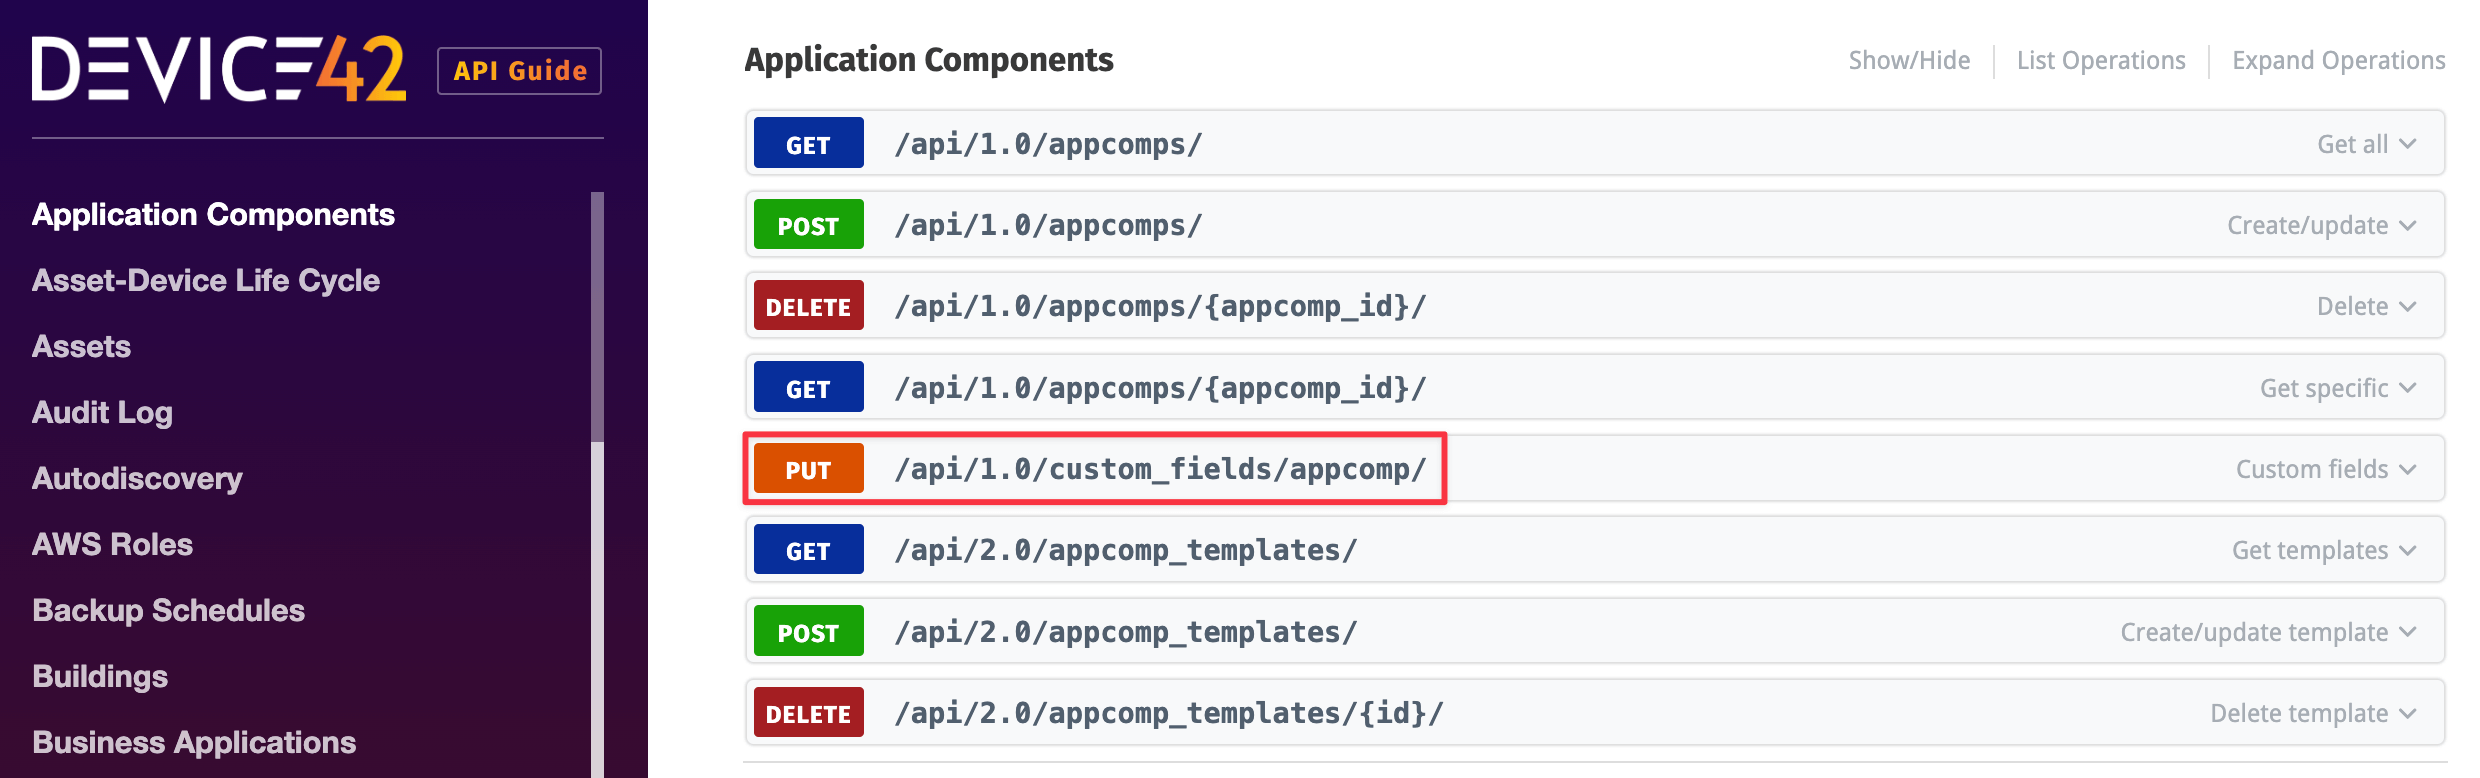 DEVICE42 API Guide
Application Components
Asset-Device Life Cycle
Assets
Audit Log
Autodiscovery
AWS Roles
Backup Schedules
Buildings
Business Applications
Application Components Show/Hide List Operations Expand Operations
GET /api/1.0/appcomps/ Get all
POST /api/1.0/appcomps/ Create/update
DELETE /api/1.0/appcomps/{appcomp_id}/ Delete
GET /api/1.0/appcomps/{appcomp_id}/ Get specific
PUT /api/1.0/custom_fields/appcomp/ Custom fields
GET /api/2.0/appcomp_templates/ Get templates
POST /api/2.0/appcomp_templates/ Create/update template
DELETE /api/2.0/appcomp_templates/{id}/ Delete template